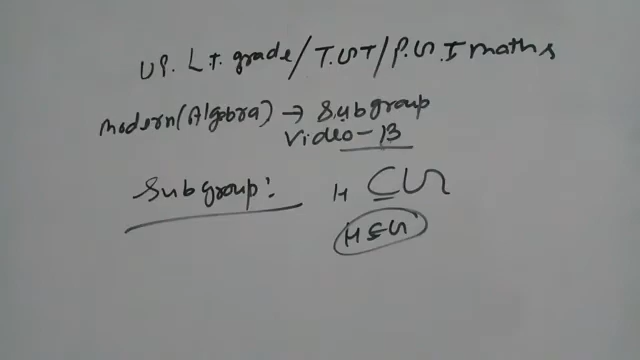 UP. L.T. grade/T.GT/P.G.T maths
Modern(Algebra) → Subgroup
Video-13
Subgroup:
H ⊆ G
H ⊆ G